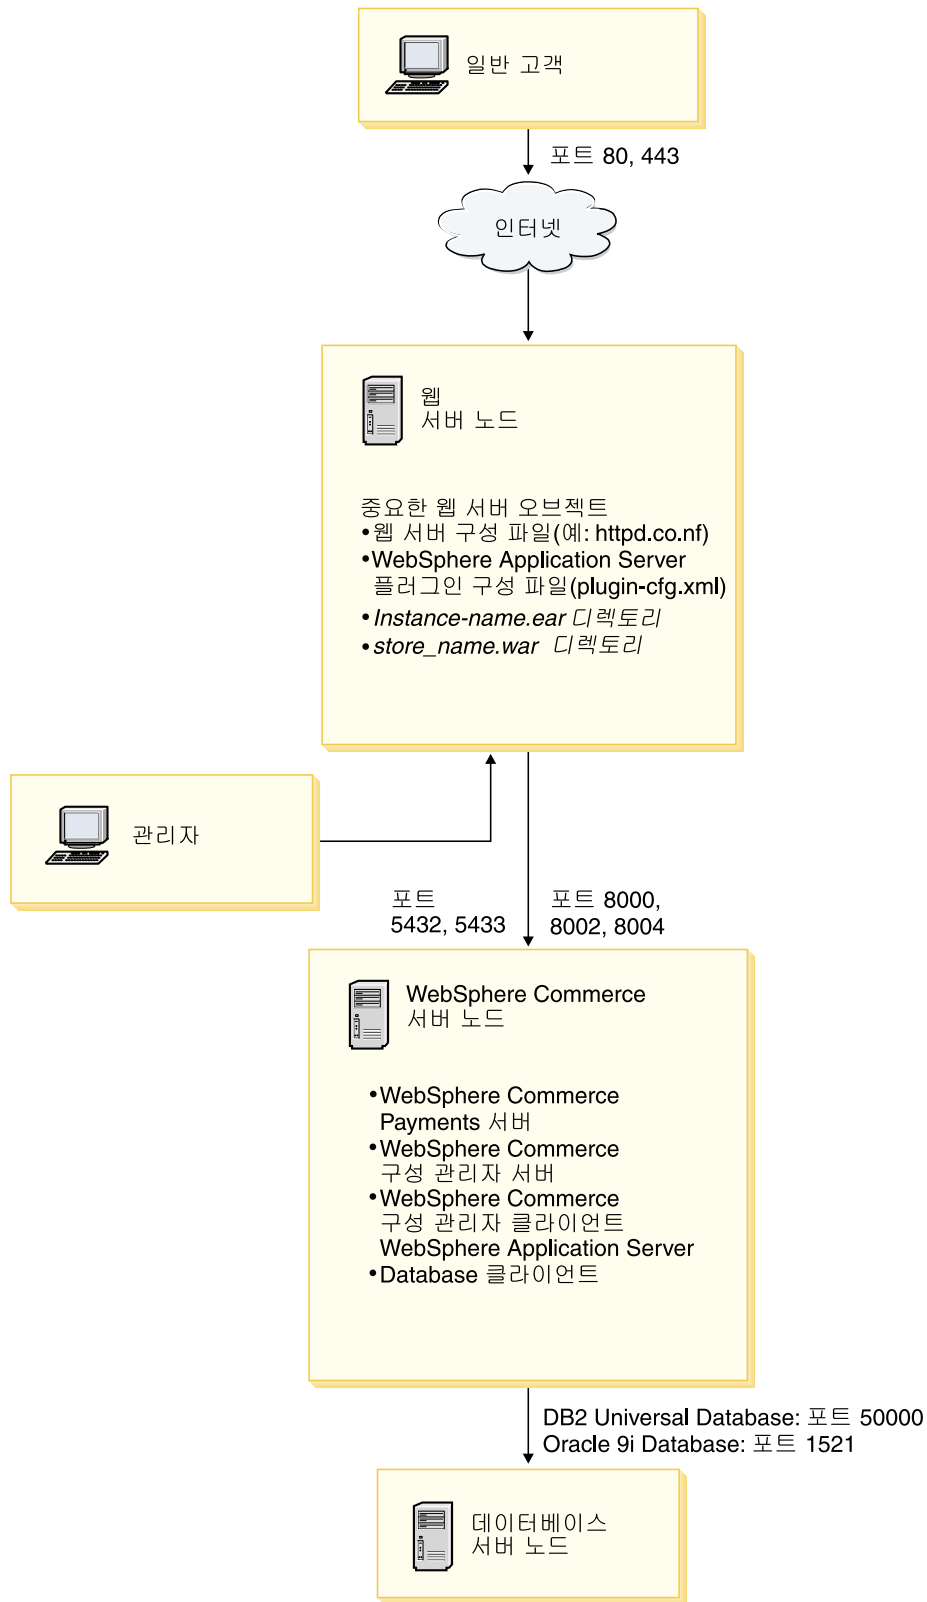 일반 고객
포트 80, 443
인터넷
웹
서버 노드
중요한 웹 서버 오브젝트
•웹 서버 구성 파일(예: httpd.co.nf)
•WebSphere Application Server
플러그인 구성 파일(plugin-cfg.xml)
•Instance-name.ear 디렉토리
•store_name.war 디렉토리
관리자
포트
5432, 5433
포트 8000,
8002, 8004
WebSphere Commerce
서버 노드
•WebSphere Commerce
Payments 서버
•WebSphere Commerce
구성 관리자 서버
•WebSphere Commerce
구성 관리자 클라이언트
WebSphere Application Server
•Database 클라이언트
DB2 Universal Database: 포트 50000
Oracle 9i Database: 포트 1521
데이터베이스
서버 노드